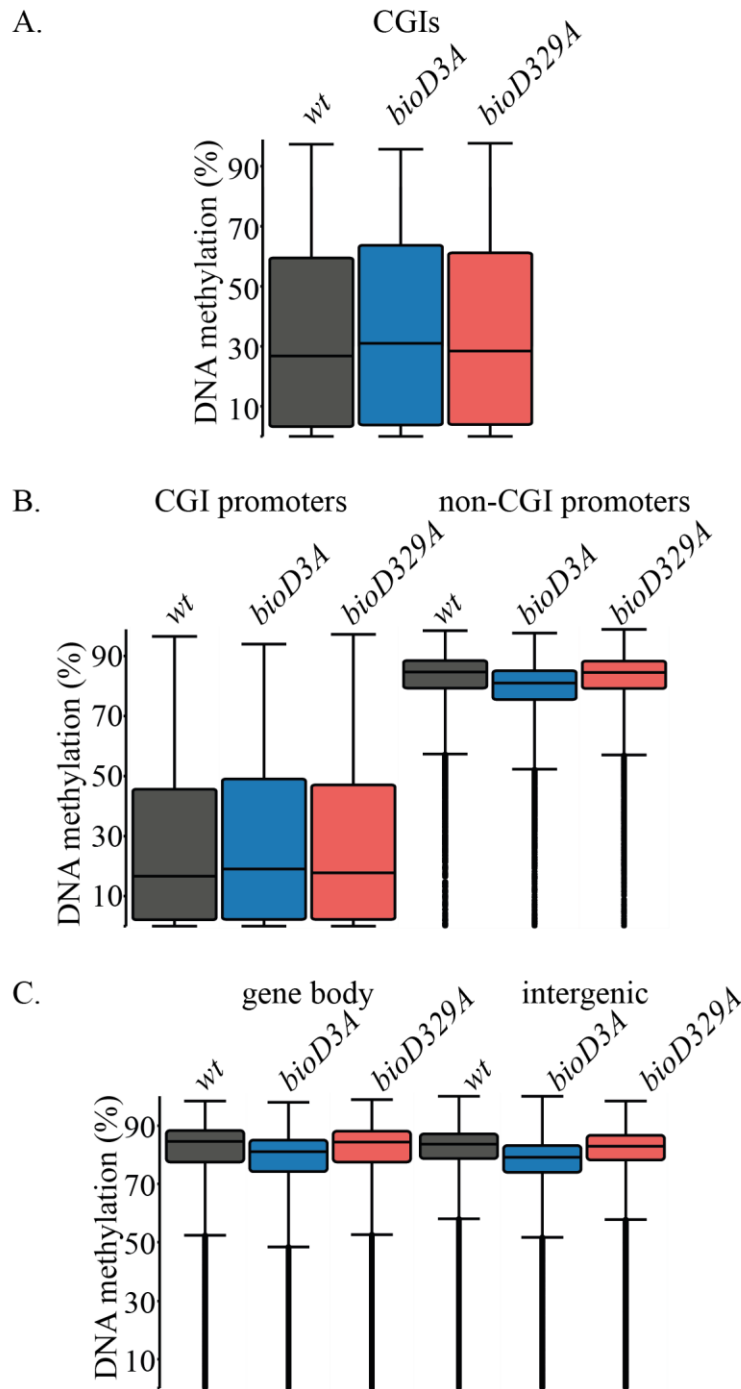 A.
CGIs
wt
bioD3A
bioD329A
DNA methylation (%)
90
70
50
30
10
B.
CGI promoters
non-CGI promoters
wt
bioD3A
bioD329A
wt
bioD3A
bioD329A
DNA methylation (%)
90
70
50
30
10
C.
gene body
intergenic
wt
bioD3A
bioD329A
wt
bioD3A
bioD329A
DNA methylation (%)
90
70
50
30
10